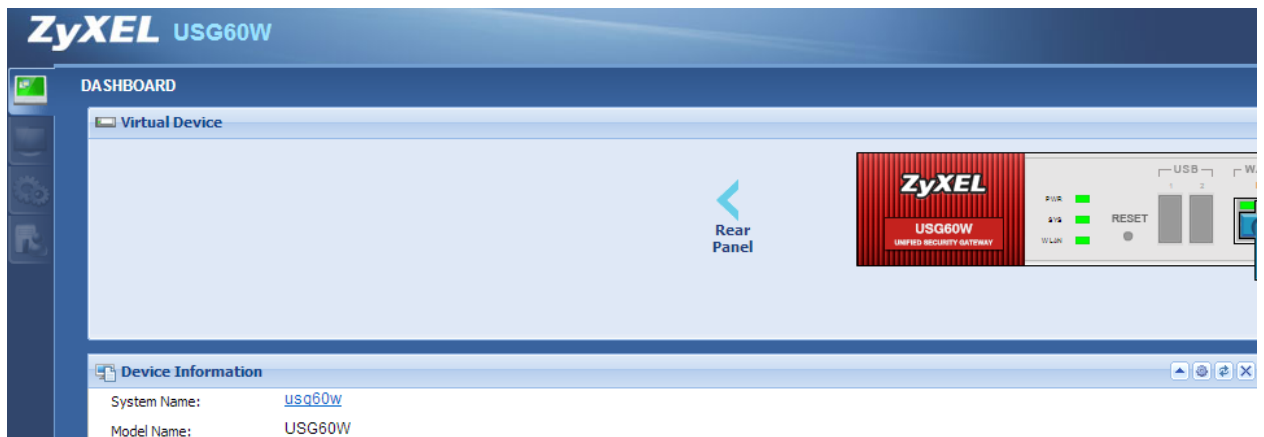 ZyXEL USG60W
DASHBOARD
Virtual Device
Rear
Panel
ZyXEL
USG60W
UNIFIED SECURITY GATEWAY
PWR
SYS
WLAN
RESET
USB
1 2
W
Device Information
System Name: usg60w
Model Name: USG60W